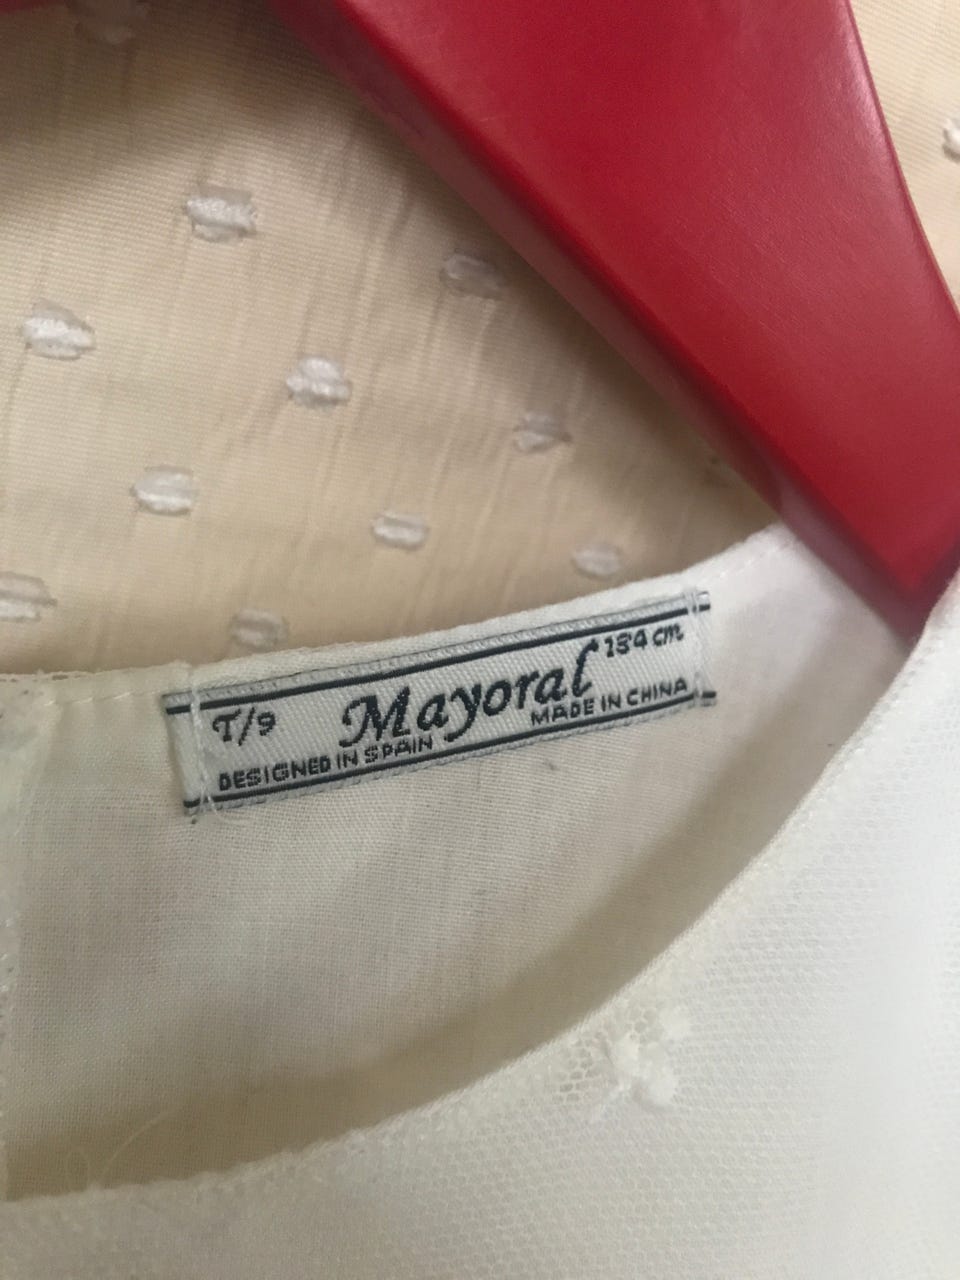 T/9 Mayoral 134 cm
DESIGNED IN SPAIN MADE IN CHINA